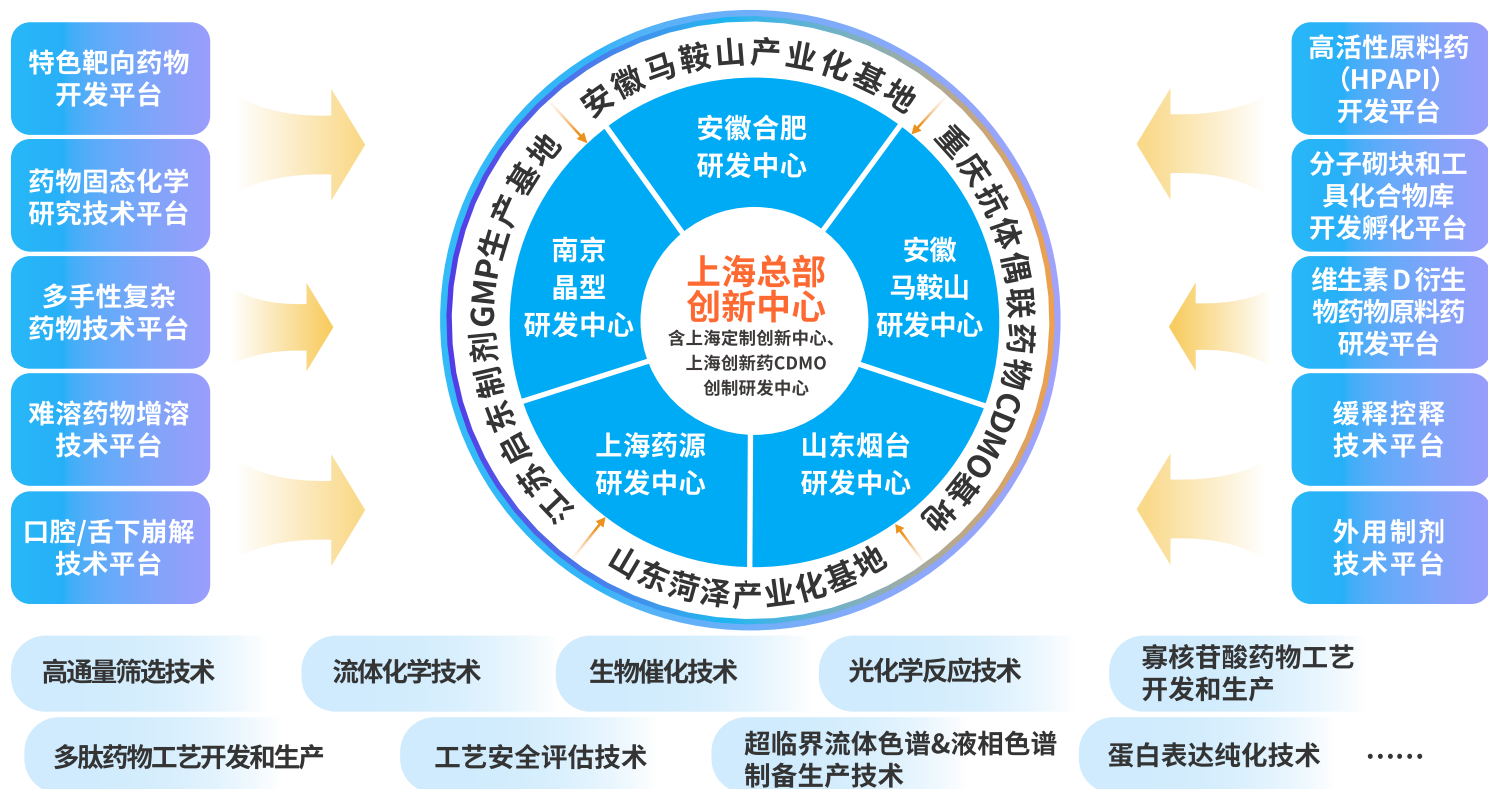 特色靶向药物
开发平台
药物固态化学
研究技术平台
多手性复杂
药物技术平台
难溶药物增溶
技术平台
口腔/舌下崩解
技术平台
安徽马鞍山产业化基地
重庆抗体偶联药物CDMO基地
山东菏泽产业化基地
江苏启东制剂GMP生产基地
安徽合肥
研发中心
安徽
马鞍山
研发中心
山东烟台
研发中心
上海药源
研发中心
南京
晶型
研发中心
上海总部
创新中心
含上海定制创新中心、
上海创新药CDMO
创制研发中心
高活性原料药
（HPAPI）
开发平台
分子砌块和工
具化合物库
开发孵化平台
维生素 D 衍生
物药物原料药
研发平台
缓释控释
技术平台
外用制剂
技术平台
高通量筛选技术
流体化学技术
生物催化技术
光化学反应技术
寡核苷酸药物工艺
开发和生产
多肽药物工艺开发和生产
工艺安全评估技术
超临界流体色谱&液相色谱
制备生产技术
蛋白表达纯化技术
……